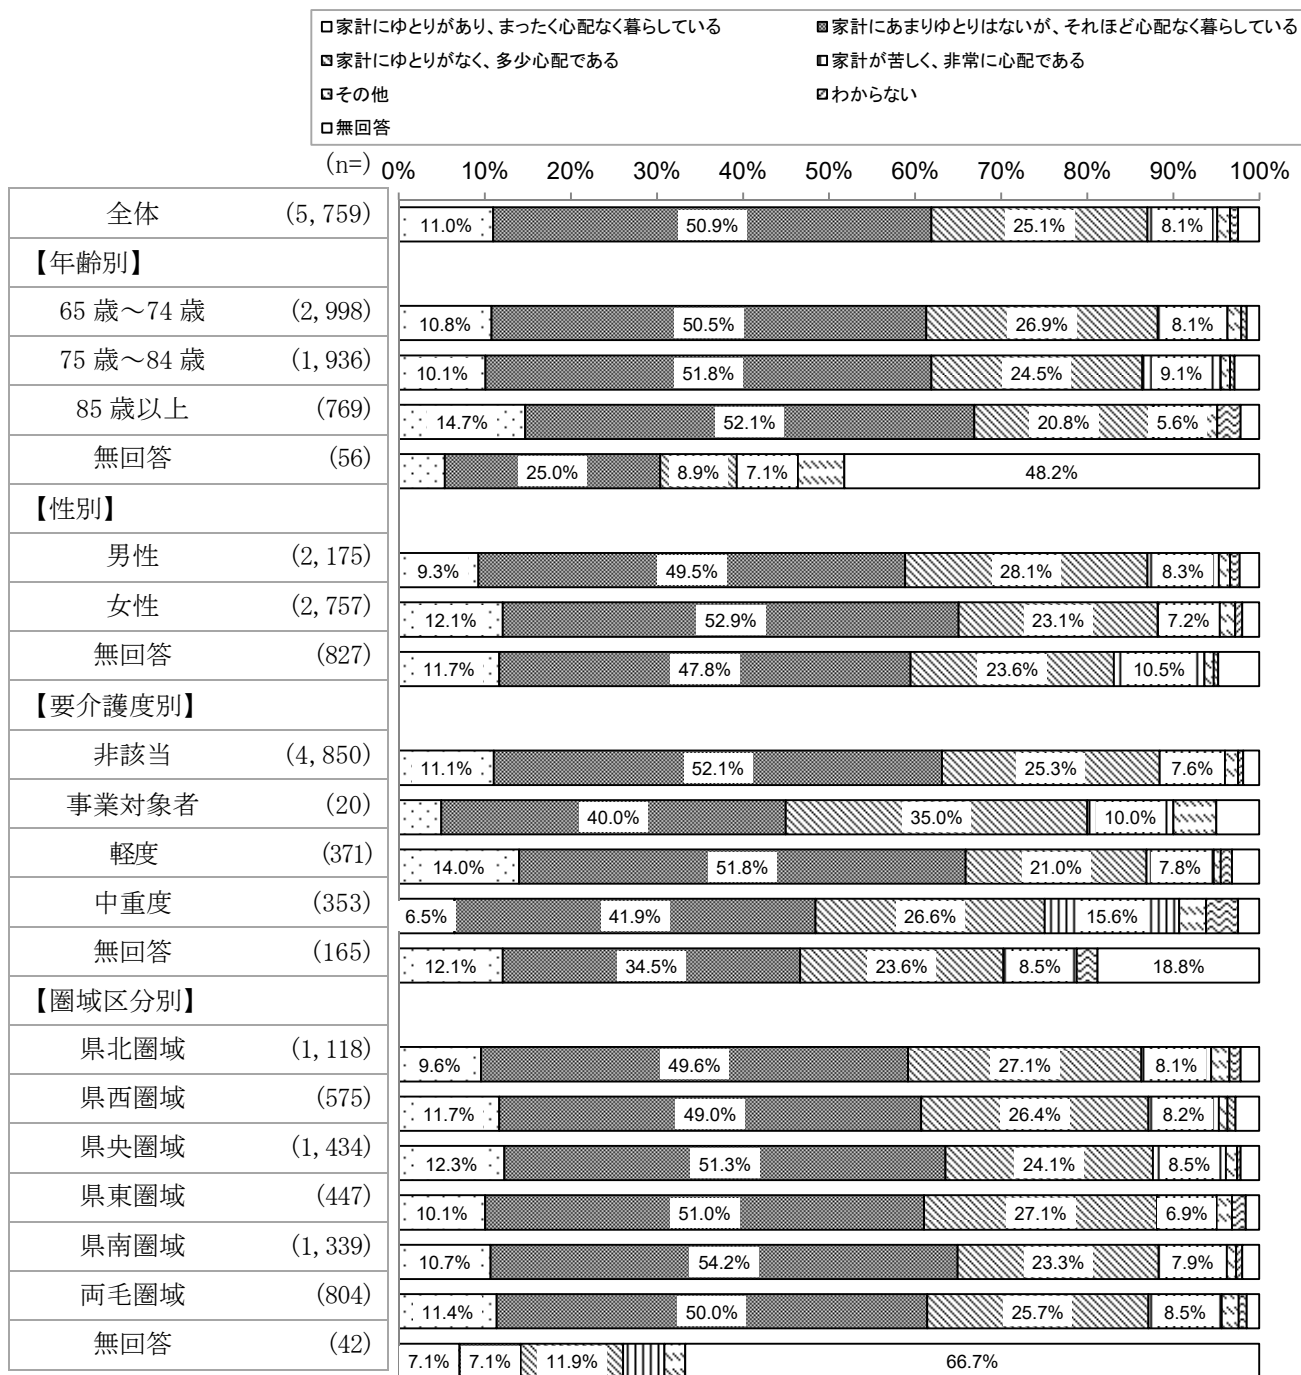 家計にゆとりがあり、まったく心配なく暮らしている 家計にあまりゆとりはないが、それほど心配なく暮らしている
家計にゆとりがなく、多少心配である 家計が苦しく、非常に心配である
その他 わからない
無回答
(n=) 0% 10% 20% 30% 40% 50% 60% 70% 80% 90% 100%
全体 (5,759) 11.0% 50.9% 25.1% 8.1%
【年齢別】
65歳～74歳 (2,998) 10.8% 50.5% 26.9% 8.1%
75歳～84歳 (1,936) 10.1% 51.8% 24.5% 9.1%
85歳以上 (769) 14.7% 52.1% 20.8% 5.6%
無回答 (56) 25.0% 8.9% 7.1% 48.2%
【性別】
男性 (2,175) 9.3% 49.5% 28.1% 8.3%
女性 (2,757) 12.1% 52.9% 23.1% 7.2%
無回答 (827) 11.7% 47.8% 23.6% 10.5%
【要介護度別】
非該当 (4,850) 11.1% 52.1% 25.3% 7.6%
事業対象者 (20) 40.0% 35.0% 10.0%
軽度 (371) 14.0% 51.8% 21.0% 7.8%
中重度 (353) 6.5% 41.9% 26.6% 15.6%
無回答 (165) 12.1% 34.5% 23.6% 8.5% 18.8%
【圏域区分別】
県北圏域 (1,118) 9.6% 49.6% 27.1% 8.1%
県西圏域 (575) 11.7% 49.0% 26.4% 8.2%
県央圏域 (1,434) 12.3% 51.3% 24.1% 8.5%
県東圏域 (447) 10.1% 51.0% 27.1% 6.9%
県南圏域 (1,339) 10.7% 54.2% 23.3% 7.9%
両毛圏域 (804) 11.4% 50.0% 25.7% 8.5%
無回答 (42) 7.1% 7.1% 11.9% 66.7%